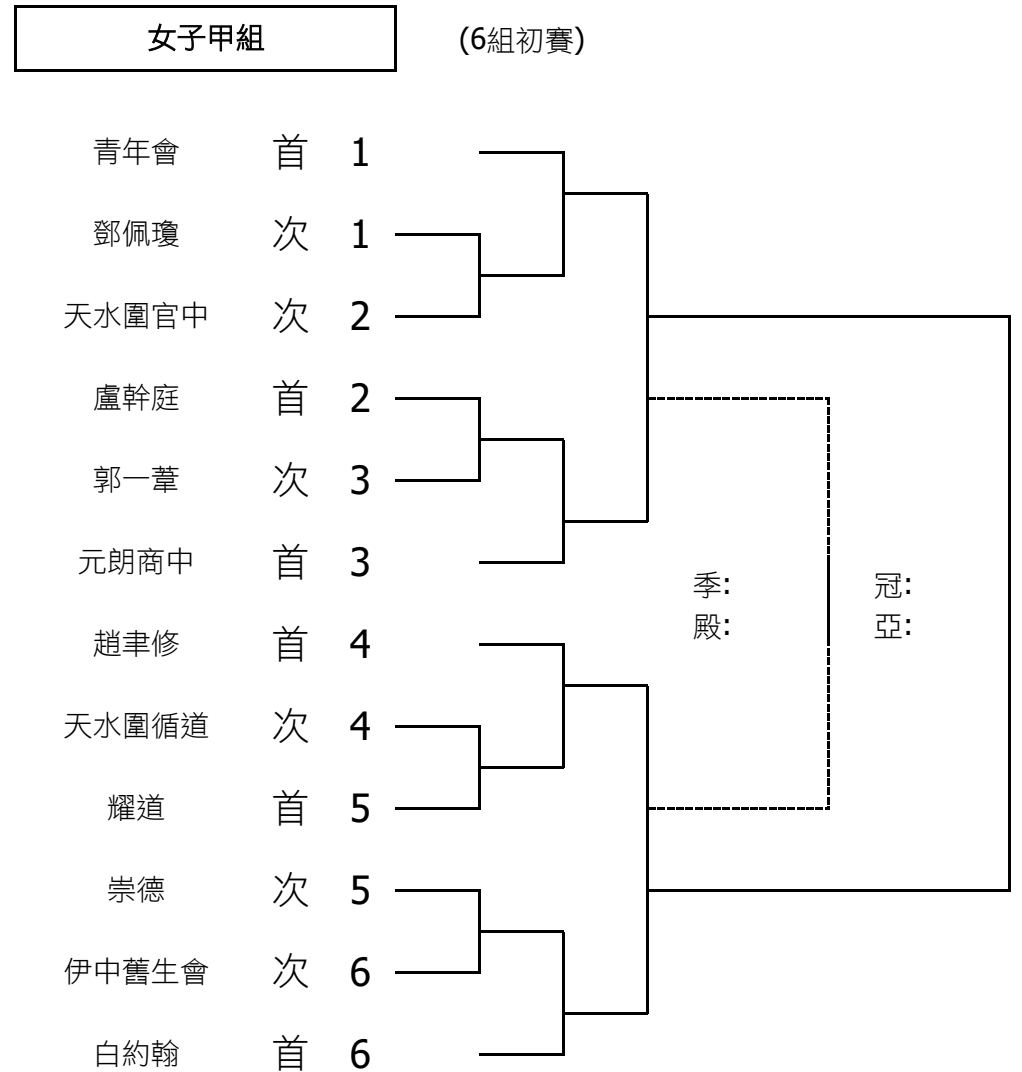 女子甲組 (6組初賽)
青年會 首 1
鄧佩瓊 次 1
天水圍官中 次 2
盧幹庭 首 2
郭一葦 次 3
元朗商中 首 3
季: 冠:
殿: 亞:
趙聿修 首 4
天水圍循道 次 4
耀道 首 5
崇德 次 5
伊中舊生會 次 6
白約翰 首 6